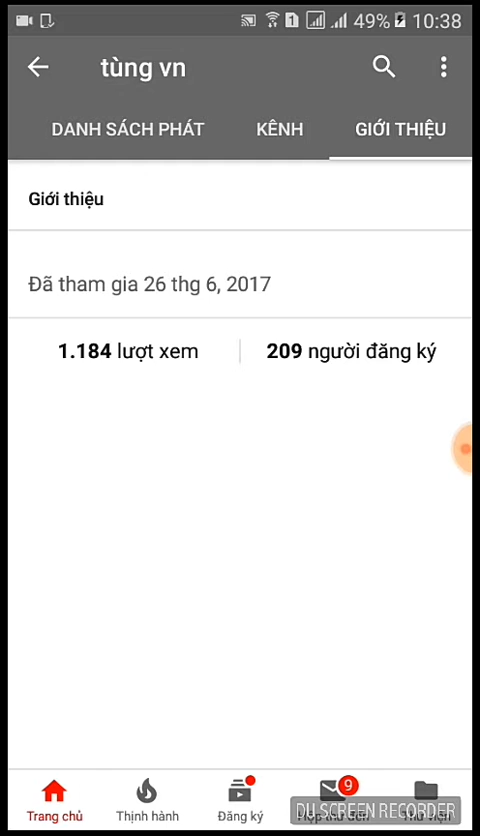 1 49% 10:38
tùng vn
DANH SÁCH PHÁT KÊNH GIỚI THIỆU
Giới thiệu
Đã tham gia 26 thg 6, 2017
1.184 lượt xem 209 người đăng ký
9
Trang chủ Thịnh hành Đăng ký
DU SCREEN RECORDER